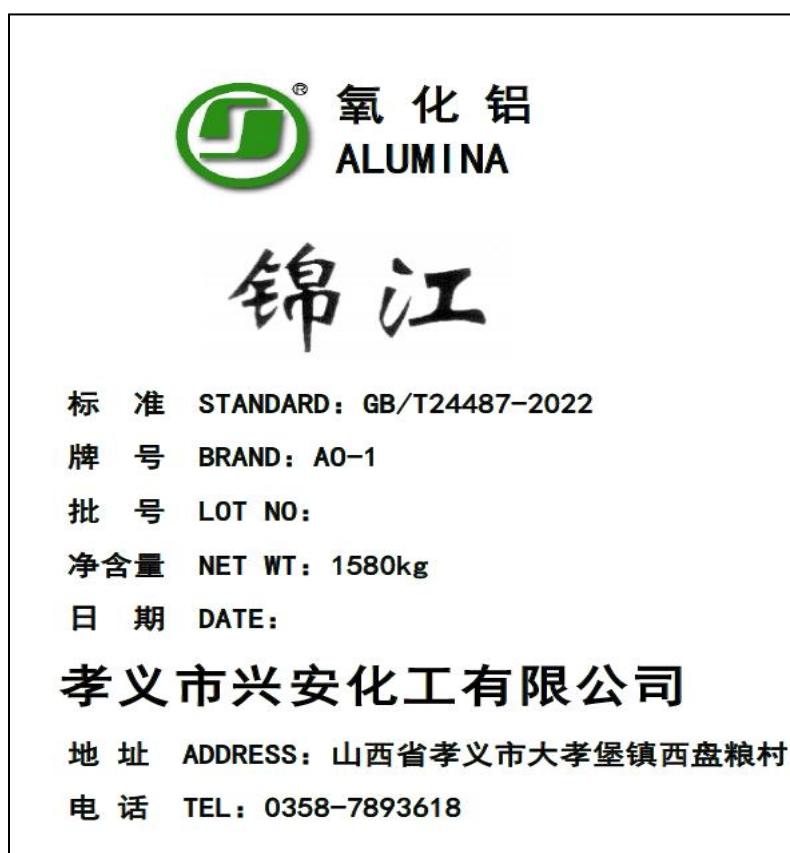 ®
氧化铝
ALUMINA
锦江
标 准 STANDARD：GB/T24487-2022
牌 号 BRAND：AO-1
批 号 LOT NO：
净含量 NET WT：1580kg
日 期 DATE：
孝义市兴安化工有限公司
地 址 ADDRESS：山西省孝义市大孝堡镇西盘粮村
电 话 TEL：0358-7893618